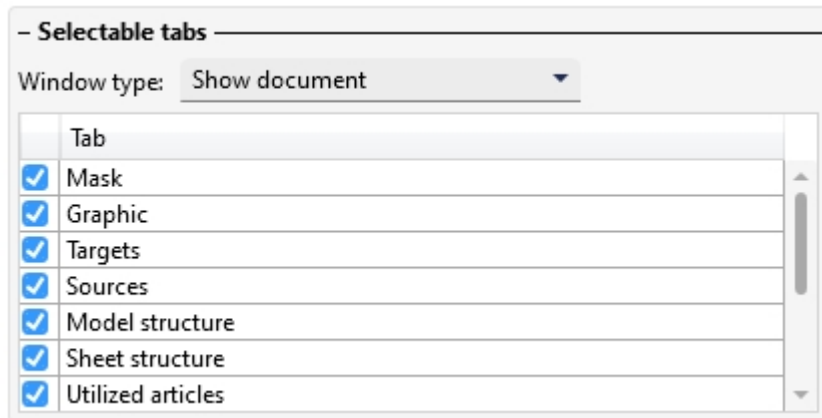 – Selectable tabs
Window type: Show document
Tab
Mask
Graphic
Targets
Sources
Model structure
Sheet structure
Utilized articles